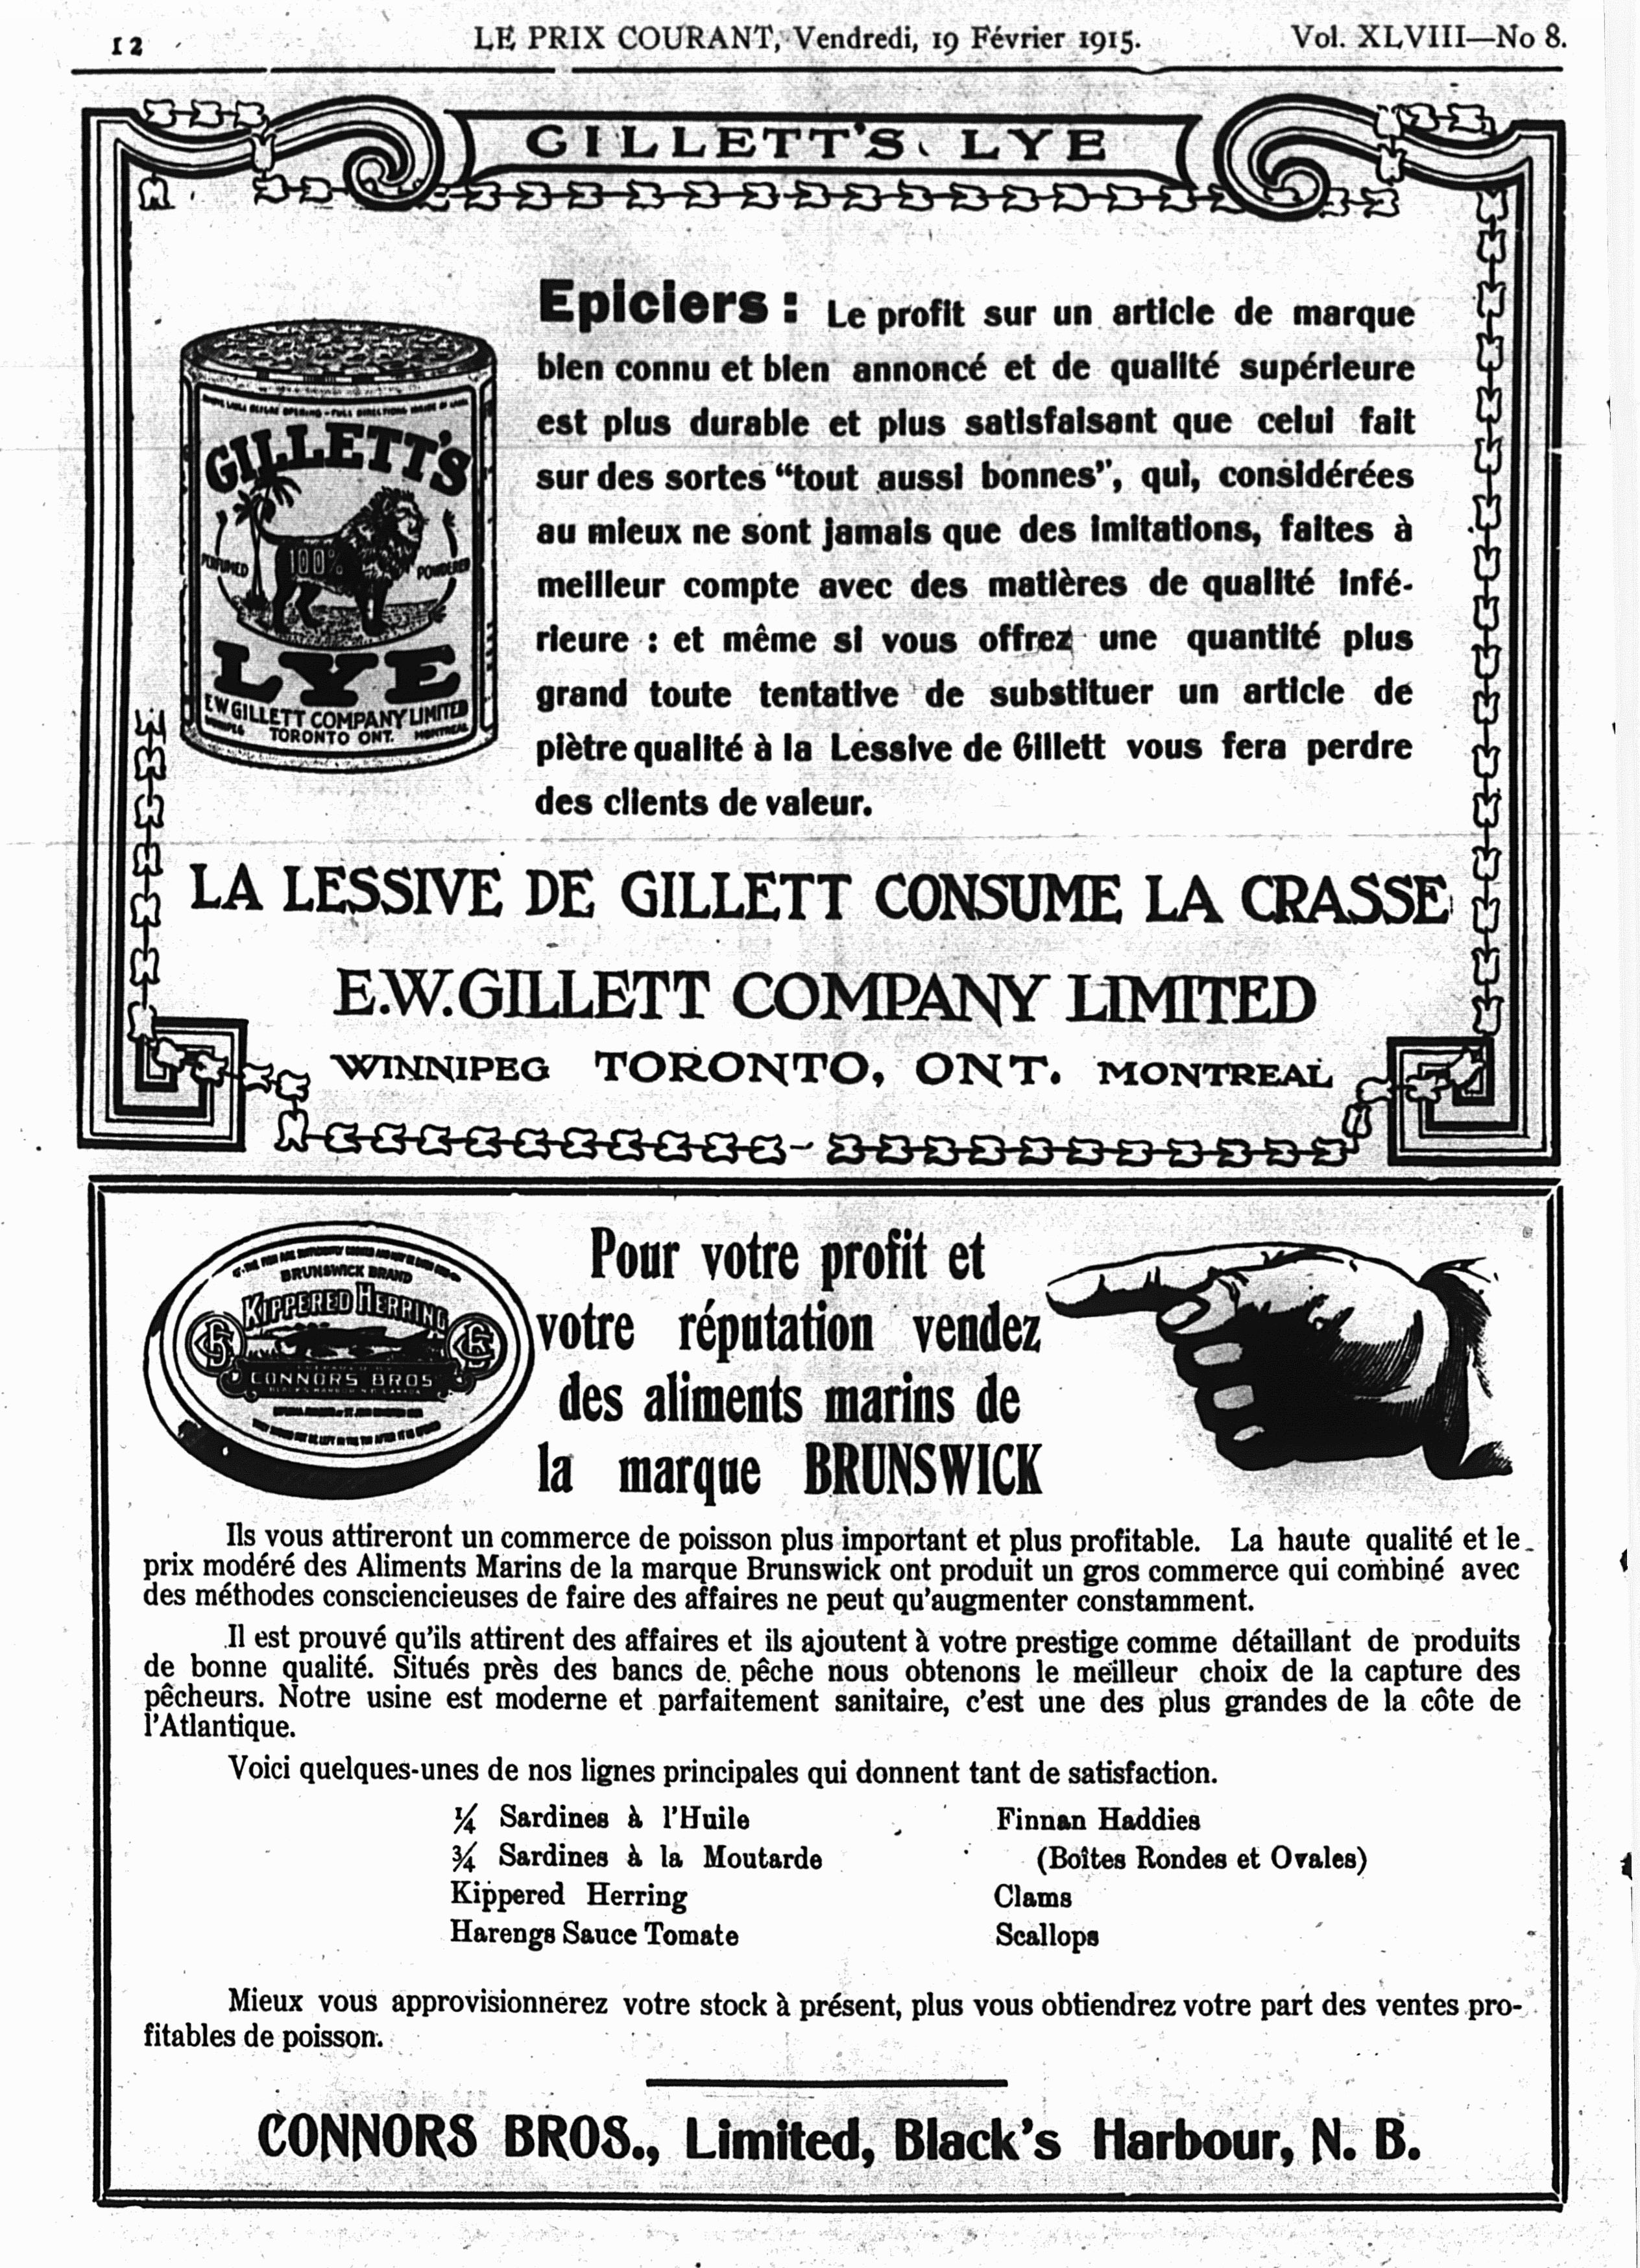 12
LE PRIX COURANT, Vendredi, 19 Février 1915.
Vol. XLVIII—No 8.
GILLETT'S LYE
GILLETT'S
100%
PERFUMED
POWDERED
LYE
E.W GILLETT COMPANY LIMITED
TORONTO ONT. MONTREAL
Epiciers : Le profit sur un article de marque
bien connu et bien annoncé et de qualité supérieure
est plus durable et plus satisfaisant que celui fait
sur des sortes "tout aussi bonnes", qui, considérées
au mieux ne sont jamais que des imitations, faites à
meilleur compte avec des matières de qualité infé-
rieure : et même si vous offrez une quantité plus
grand toute tentative de substituer un article de
piètre qualité à la Lessive de Gillett vous fera perdre
des clients de valeur.
LA LESSIVE DE GILLETT CONSUME LA CRASSE
E.W.GILLETT COMPANY LIMITED
WINNIPEG TORONTO, ONT. MONTREAL
BRUNSWICK BRAND
KIPPERED HERRING
CONNORS BROS
Pour votre profit et
votre réputation vendez
des aliments marins de
la marque BRUNSWICK
Ils vous attireront un commerce de poisson plus important et plus profitable. La haute qualité et le
prix modéré des Aliments Marins de la marque Brunswick ont produit un gros commerce qui combiné avec
des méthodes consciencieuses de faire des affaires ne peut qu'augmenter constamment.
Il est prouvé qu'ils attirent des affaires et ils ajoutent à votre prestige comme détaillant de produits
de bonne qualité. Situés près des bancs de pêche nous obtenons le meilleur choix de la capture des
pêcheurs. Notre usine est moderne et parfaitement sanitaire, c'est une des plus grandes de la côte de
l'Atlantique.
Voici quelques-unes de nos lignes principales qui donnent tant de satisfaction.
¼ Sardines à l'Huile
¾ Sardines à la Moutarde
Kippered Herring
Harengs Sauce Tomate
Finnan Haddies
(Boîtes Rondes et Ovales)
Clams
Scallops
Mieux vous approvisionnerez votre stock à présent, plus vous obtiendrez votre part des ventes pro-
fitables de poisson.
CONNORS BROS., Limited, Black's Harbour, N. B.